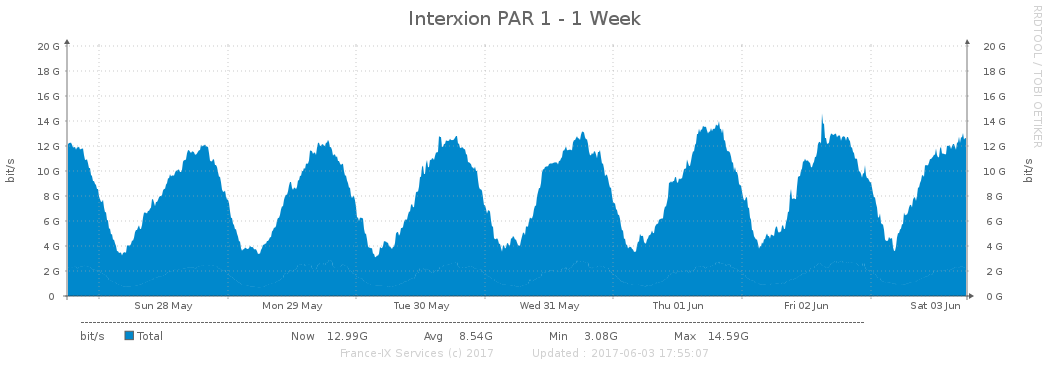 Interxion PAR 1 - 1 Week
RRDTOOL / TOBI OETIKER
bit/s
20 G 20 G
18 G 18 G
16 G 16 G
14 G 14 G
12 G 12 G
10 G 10 G
8 G 8 G
6 G 6 G
4 G 4 G
2 G 2 G
0 0 G
bit/s
Sun 28 May Mon 29 May Tue 30 May Wed 31 May Thu 01 Jun Fri 02 Jun Sat 03 Jun
bit/s Total Now 12.99G Avg 8.54G Min 3.08G Max 14.59G
France-IX Services (c) 2017 Updated : 2017-06-03 17:55:07